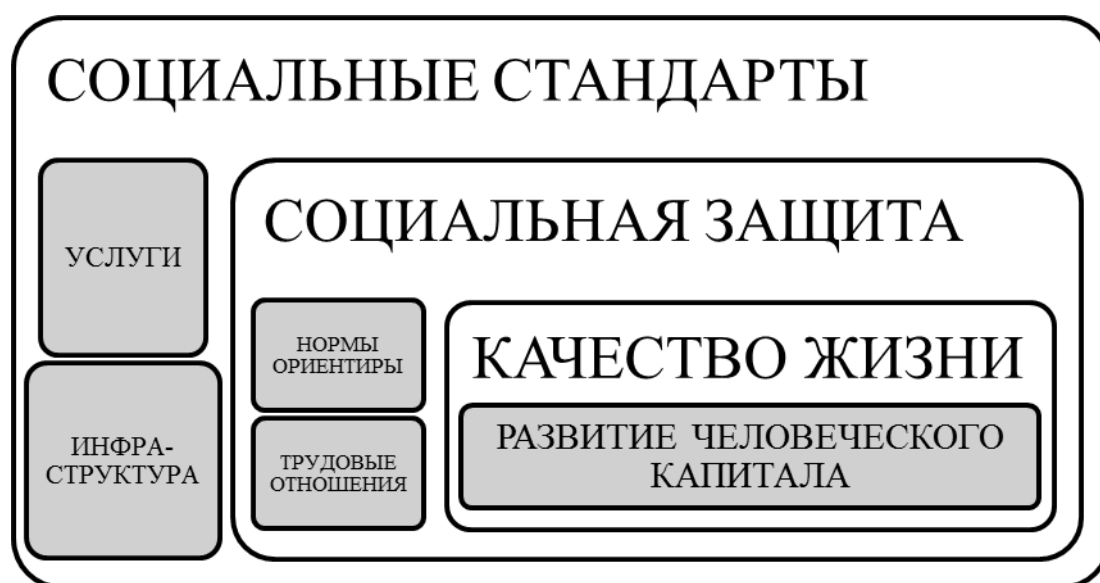 СОЦИАЛЬНЫЕ СТАНДАРТЫ
УСЛУГИ
ИНФРА-
СТРУКТУРА
СОЦИАЛЬНАЯ ЗАЩИТА
НОРМЫ
ОРИЕНТИРЫ
ТРУДОВЫЕ
ОТНОШЕНИЯ
КАЧЕСТВО ЖИЗНИ
РАЗВИТИЕ ЧЕЛОВЕЧЕСКОГО
КАПИТАЛА